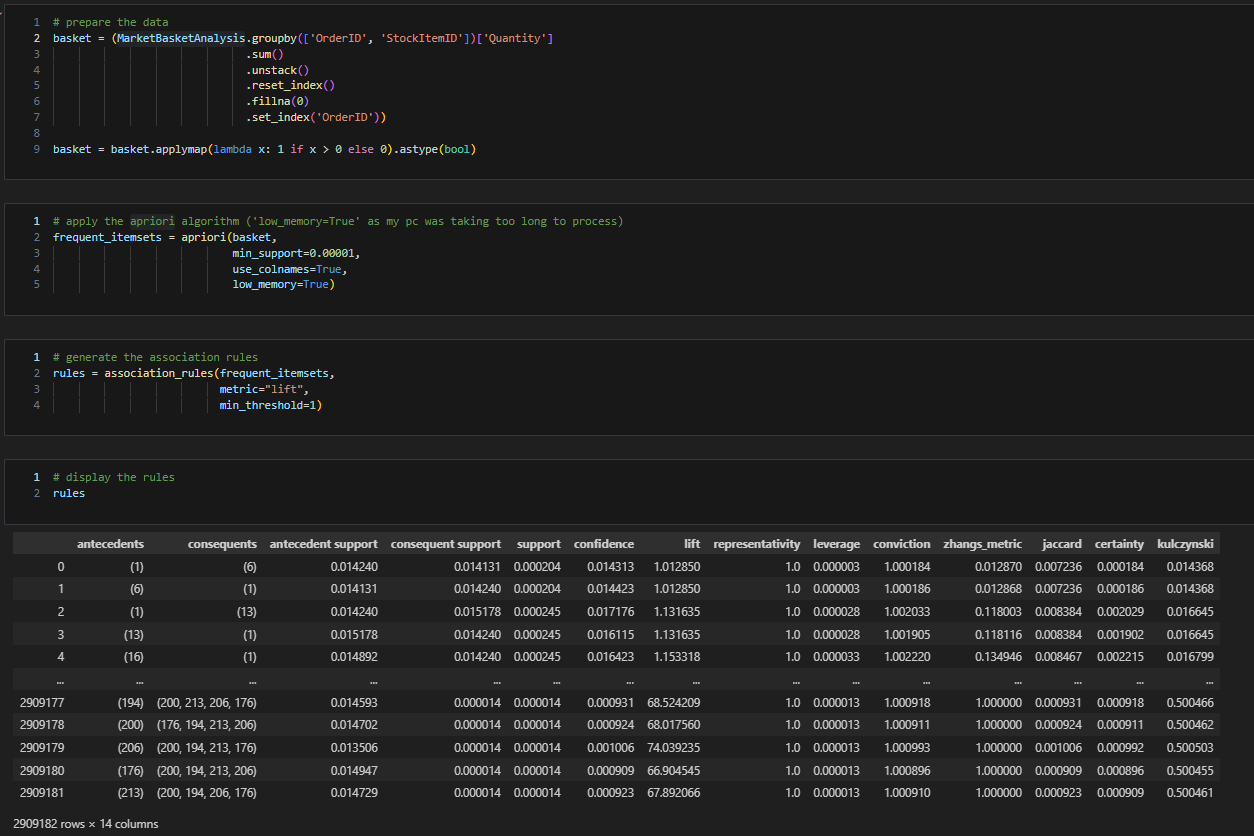 1 # prepare the data
2 basket = (MarketBasketAnalysis.groupby(['OrderID', 'StockItemID'])['Quantity']
3 .sum()
4 .unstack()
5 .reset_index()
6 .fillna(0)
7 .set_index('OrderID'))
8
9 basket = basket.applymap(lambda x: 1 if x > 0 else 0).astype(bool)
1 # apply the apriori algorithm ('low_memory=True' as my pc was taking too long to process)
2 frequent_itemsets = apriori(basket,
3 min_support=0.00001,
4 use_colnames=True,
5 low_memory=True)
1 # generate the association rules
2 rules = association_rules(frequent_itemsets,
3 metric="lift",
4 min_threshold=1)
1 # display the rules
2 rules
antecedents consequents antecedent support consequent support support confidence lift representativity leverage conviction zhangs_metric jaccard certainty kulczynski
0 (1) (6) 0.014240 0.014131 0.000204 0.014313 1.012850 1.0 0.000003 1.000184 0.012870 0.007236 0.000184 0.014368
1 (6) (1) 0.014131 0.014240 0.000204 0.014423 1.012850 1.0 0.000003 1.000186 0.012868 0.007236 0.000186 0.014368
2 (1) (13) 0.014240 0.015178 0.000245 0.017176 1.131635 1.0 0.000028 1.002033 0.118003 0.008384 0.002029 0.016645
3 (13) (1) 0.015178 0.014240 0.000245 0.016115 1.131635 1.0 0.000028 1.001905 0.118116 0.008384 0.001902 0.016645
4 (16) (1) 0.014892 0.014240 0.000245 0.016423 1.153318 1.0 0.000033 1.002220 0.134946 0.008467 0.002215 0.016799
... ... ... ... ... ... ... ... ... ... ... ... ... ... ...
2909177 (194) (200, 213, 206, 176) 0.014593 0.000014 0.000014 0.000931 68.524209 1.0 0.000013 1.000918 1.000000 0.000931 0.000918 0.500466
2909178 (200) (176, 194, 213, 206) 0.014702 0.000014 0.000014 0.000924 68.017560 1.0 0.000013 1.000911 1.000000 0.000924 0.000911 0.500462
2909179 (206) (200, 194, 213, 176) 0.013506 0.000014 0.000014 0.001006 74.039235 1.0 0.000013 1.000993 1.000000 0.001006 0.000992 0.500503
2909180 (176) (200, 194, 213, 206) 0.014947 0.000014 0.000014 0.000909 66.904545 1.0 0.000013 1.000896 1.000000 0.000909 0.000896 0.500455
2909181 (213) (200, 194, 206, 176) 0.014729 0.000014 0.000014 0.000923 67.892066 1.0 0.000013 1.000910 1.000000 0.000923 0.000909 0.500461
2909182 rows × 14 columns